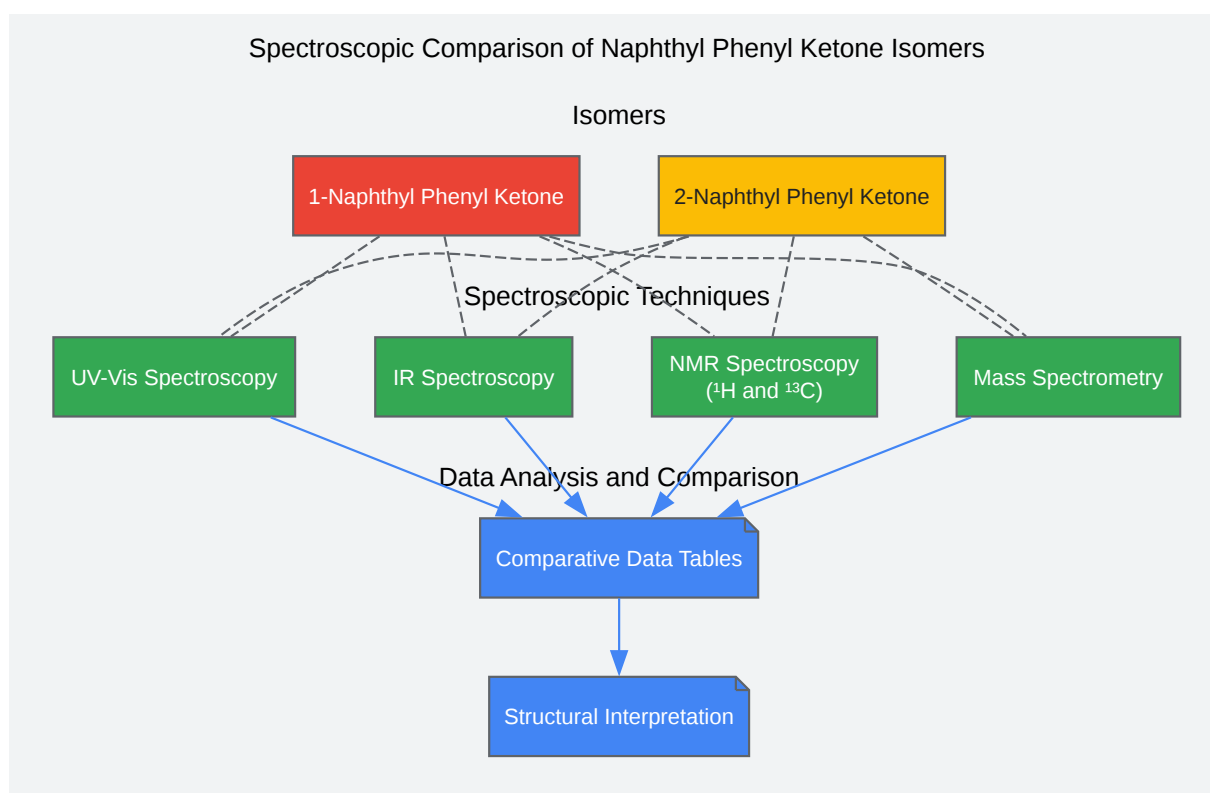 Spectroscopic Comparison of Naphthyl Phenyl Ketone Isomers
Isomers
1-Naphthyl Phenyl Ketone
2-Naphthyl Phenyl Ketone
Spectroscopic Techniques
UV-Vis Spectroscopy
IR Spectroscopy
NMR Spectroscopy
(¹H and ¹³C)
Mass Spectrometry
Data Analysis and Comparison
Comparative Data Tables
Structural Interpretation